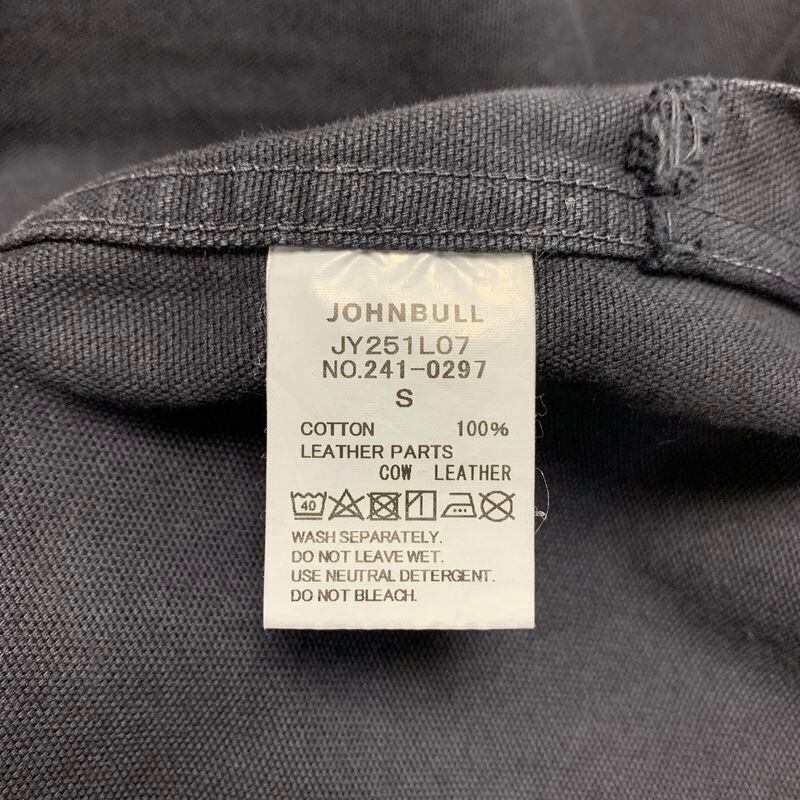 JOHNBULL
JY251L07
NO.241-0297
S
COTTON 100%
LEATHER PARTS
COW LEATHER
40
WASH SEPARATELY.
DO NOT LEAVE WET.
USE NEUTRAL DETERGENT.
DO NOT BLEACH.